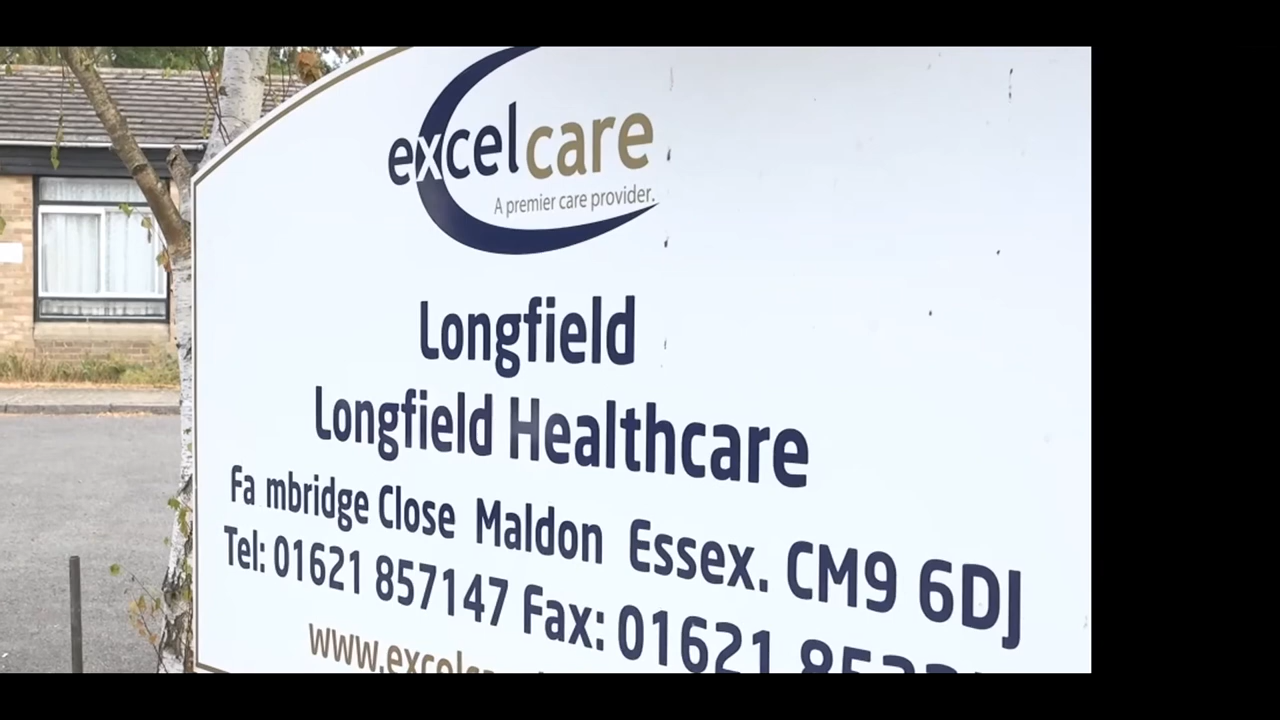 excelcare
A premier care provider.
Longfield
Longfield Healthcare
Fa mbridge Close Maldon Essex. CM9 6DJ
Tel: 01621 857147 Fax: 01621